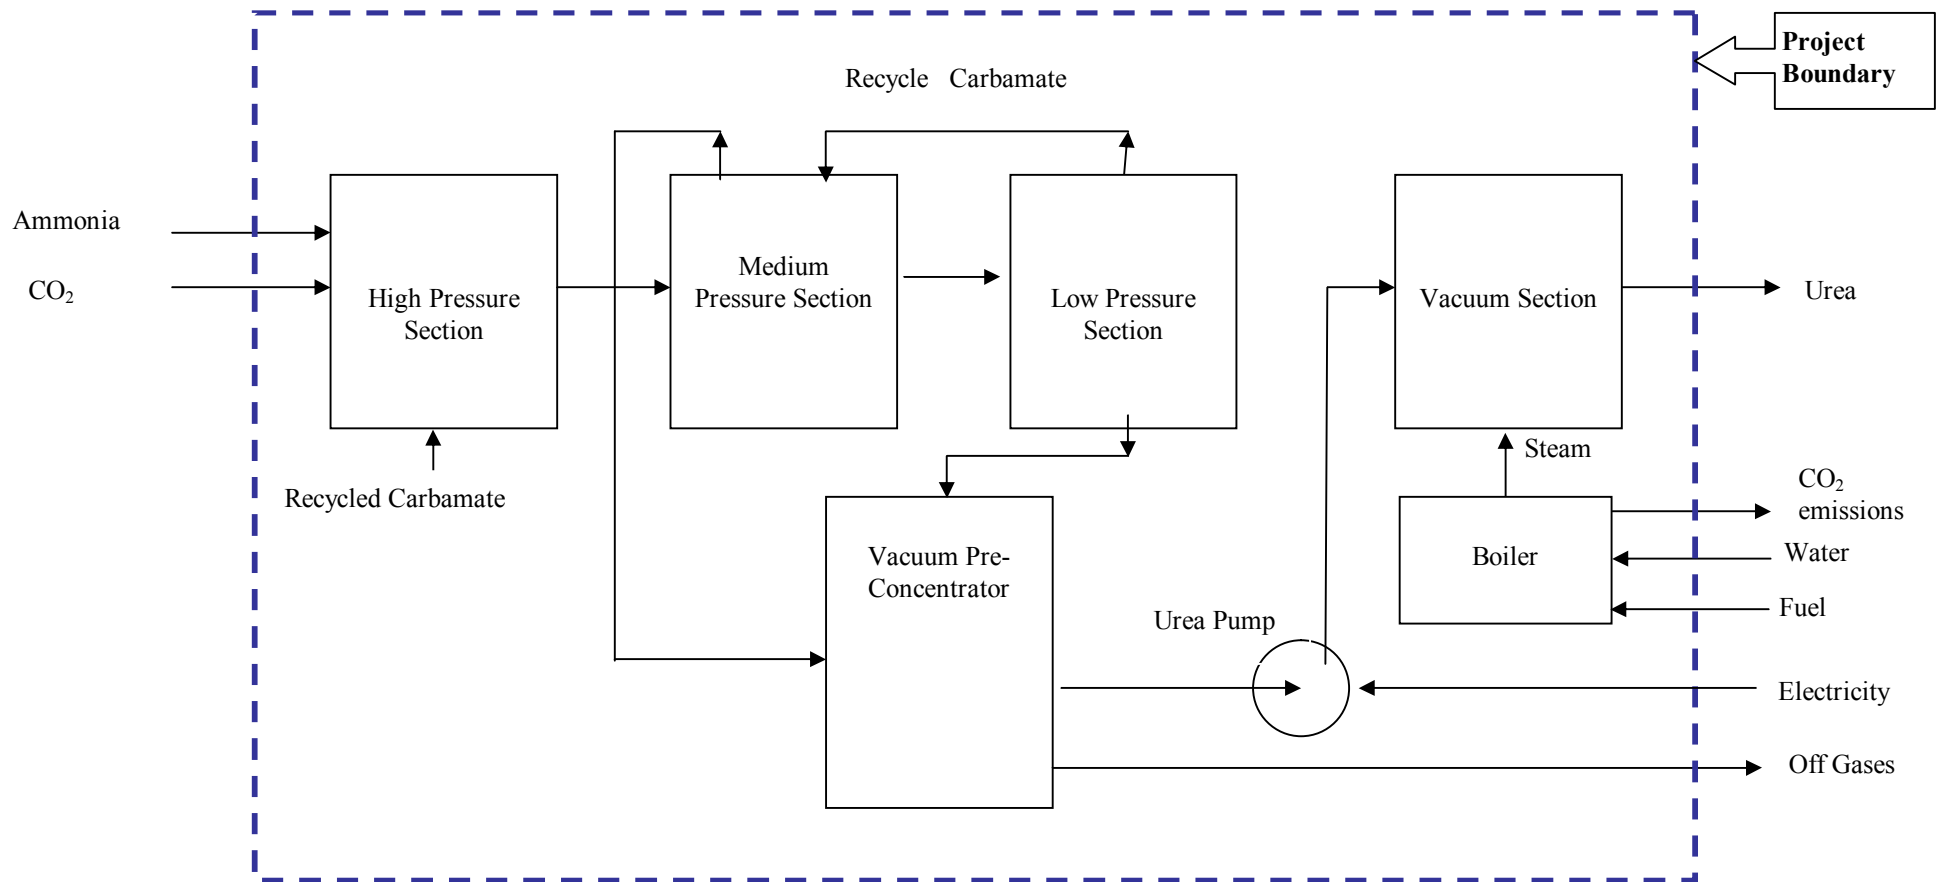 Project
Boundary
Recycle Carbamate
Ammonia
CO₂
High Pressure
Section
Medium
Pressure Section
Low Pressure
Section
Vacuum Section
Urea
Steam
Recycled Carbamate
CO₂
emissions
Vacuum Pre-
Concentrator
Boiler
Water
Fuel
Urea Pump
Electricity
Off Gases